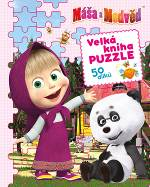 Máša a Medvěd
Velká kniha
PUZZLE
50
dílků